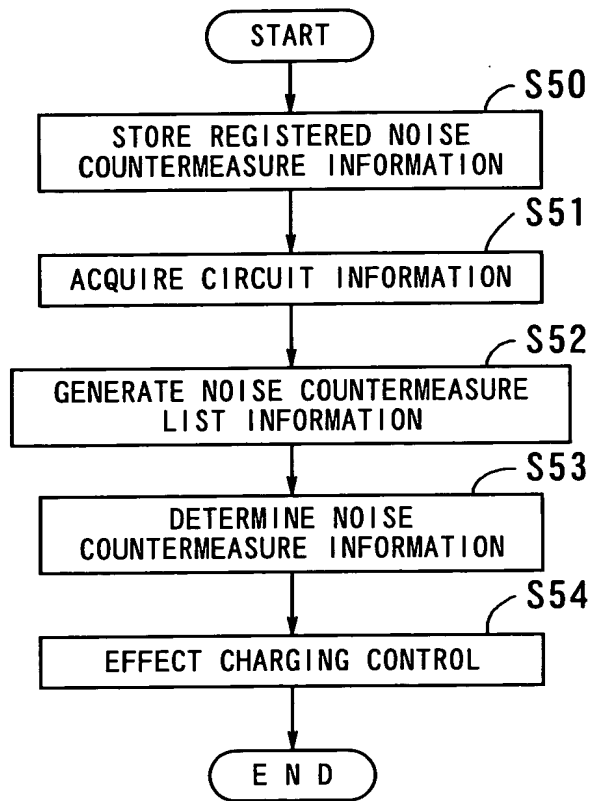 START
S50
STORE REGISTERED NOISE
COUNTERMEASURE INFORMATION
S51
ACQUIRE CIRCUIT INFORMATION
S52
GENERATE NOISE COUNTERMEASURE
LIST INFORMATION
S53
DETERMINE NOISE
COUNTERMEASURE INFORMATION
S54
EFFECT CHARGING CONTROL
END